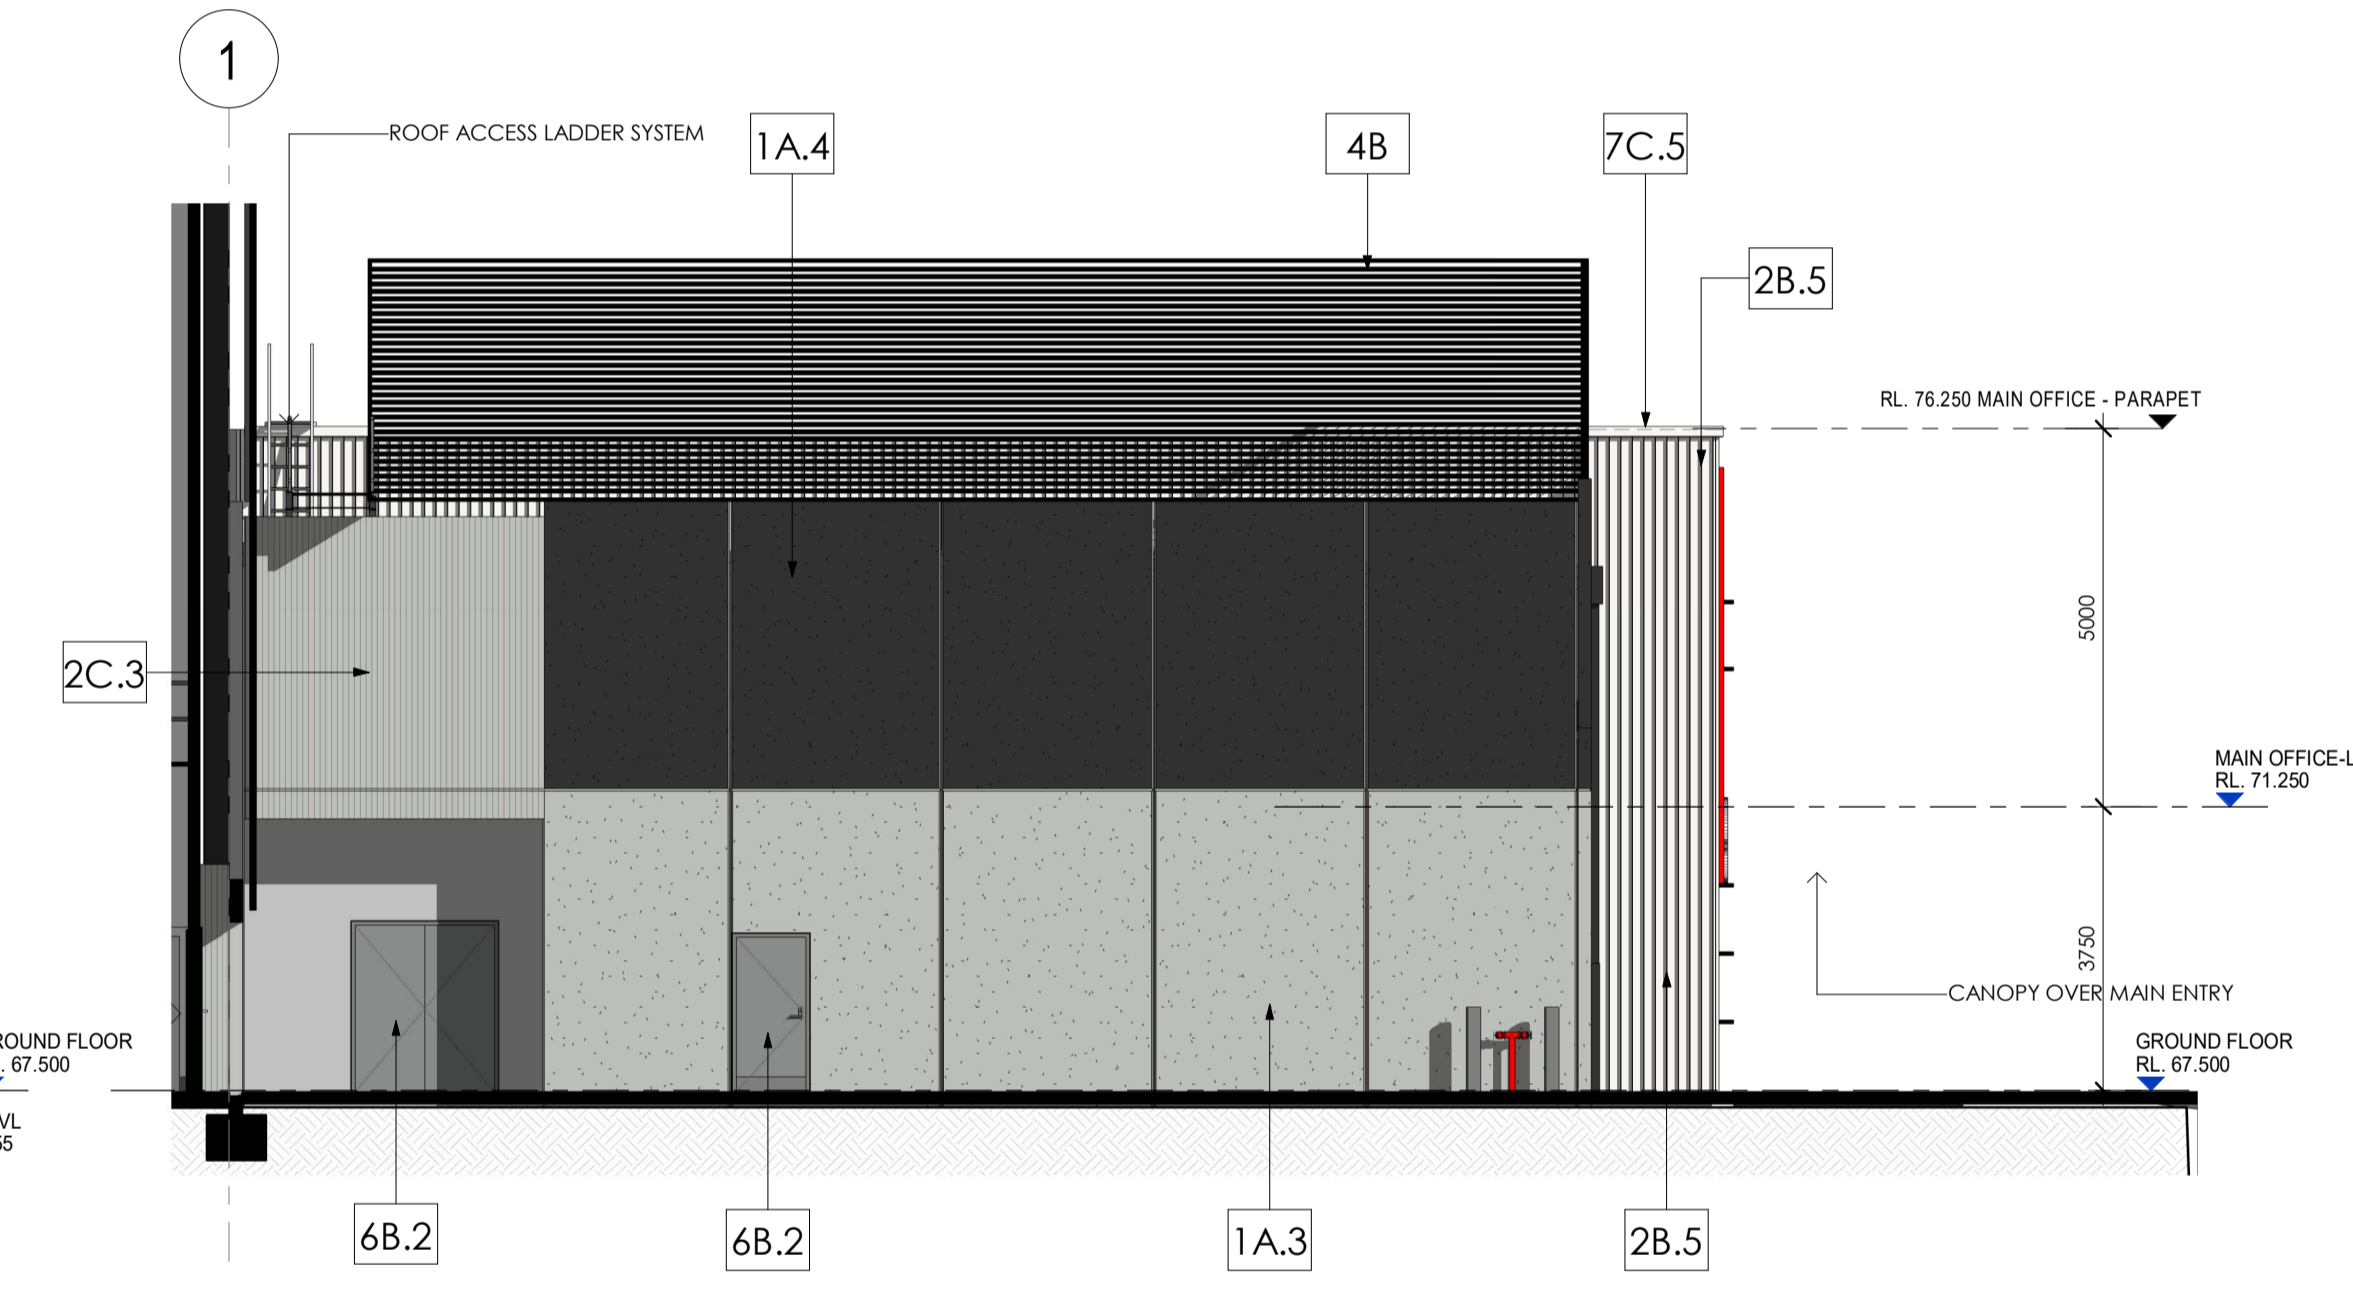 1
ROOF ACCESS LADDER SYSTEM
1A.4
4B
7C.5
2B.5
RL. 76.250 MAIN OFFICE - PARAPET
5000
2C.3
MAIN OFFICE-L
RL. 71.250
3750
CANOPY OVER MAIN ENTRY
ROUND FLOOR
. 67.500
GROUND FLOOR
RL. 67.500
VL
55
6B.2
6B.2
1A.3
2B.5